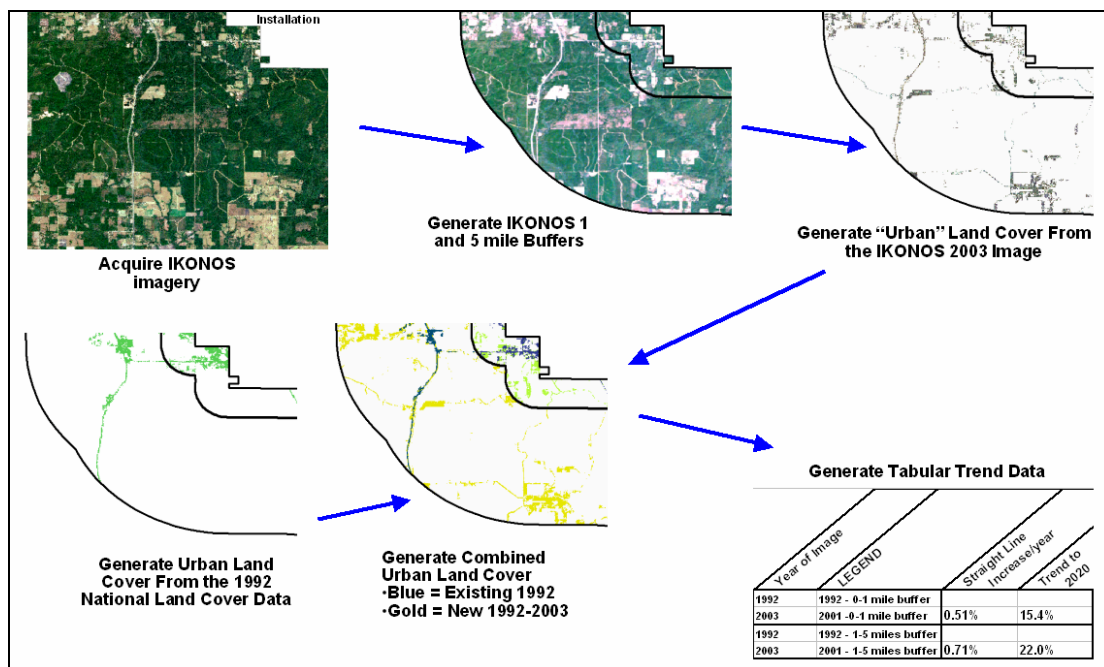 Installation
Acquire IKONOS
imagery
Generate IKONOS 1
and 5 mile Buffers
Generate “Urban” Land Cover From
the IKONOS 2003 Image
Generate Urban Land
Cover From the 1992
National Land Cover Data
Generate Combined
Urban Land Cover
·Blue = Existing 1992
·Gold = New 1992-2003
Generate Tabular Trend Data
Year of Image
LEGEND
Straight Line
Increase/year
Trend to
2020
1992 1992 - 0-1 mile buffer
2003 2001 -0-1 mile buffer 0.51% 15.4%
1992 1992 - 1-5 miles buffer
2003 2001 - 1-5 miles buffer 0.71% 22.0%